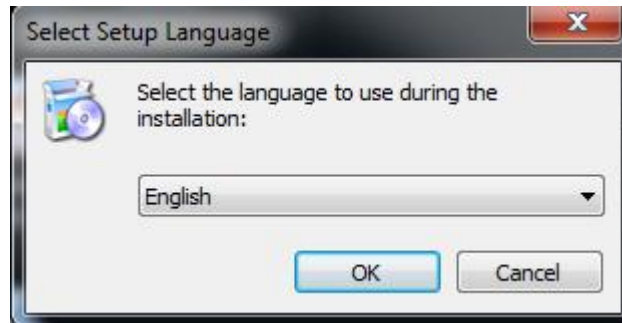 Select Setup Language
Select the language to use during the
installation:
English
OK
Cancel